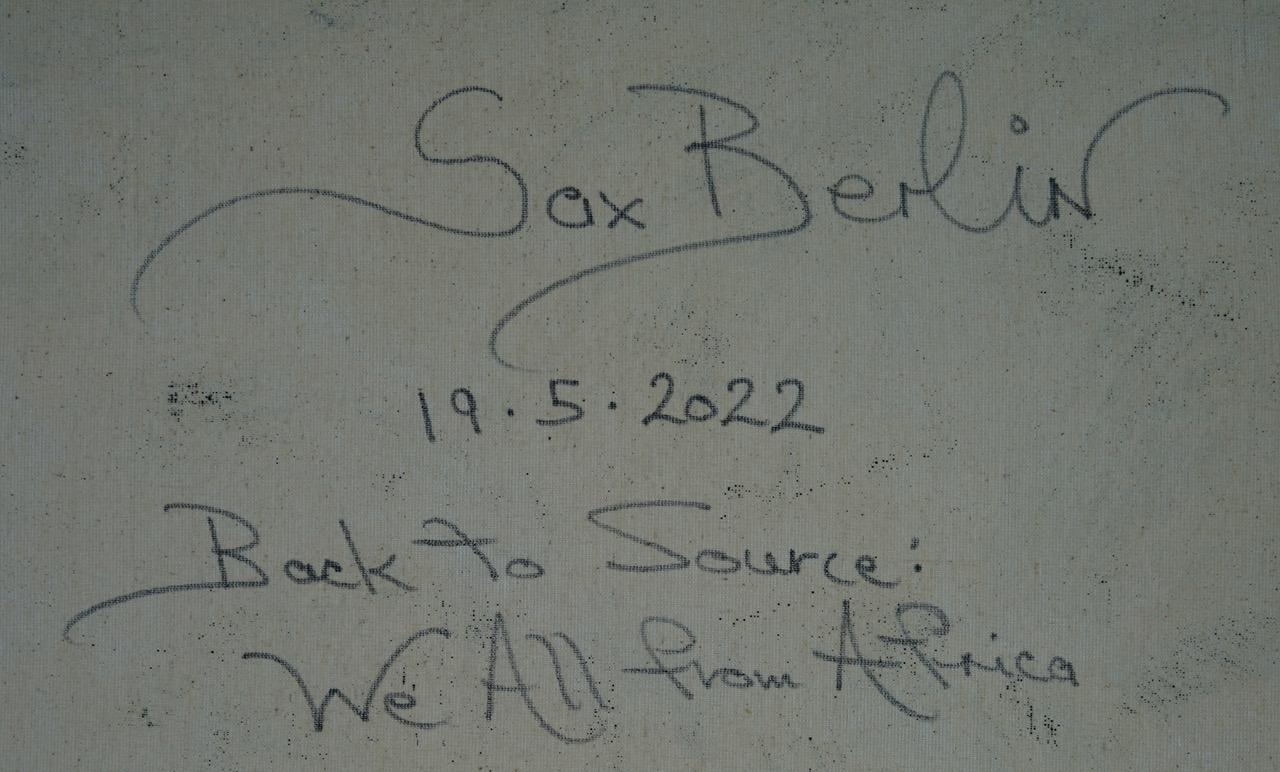 Sax Berlin
19.5.2022
Back to Source:
We All from Africa